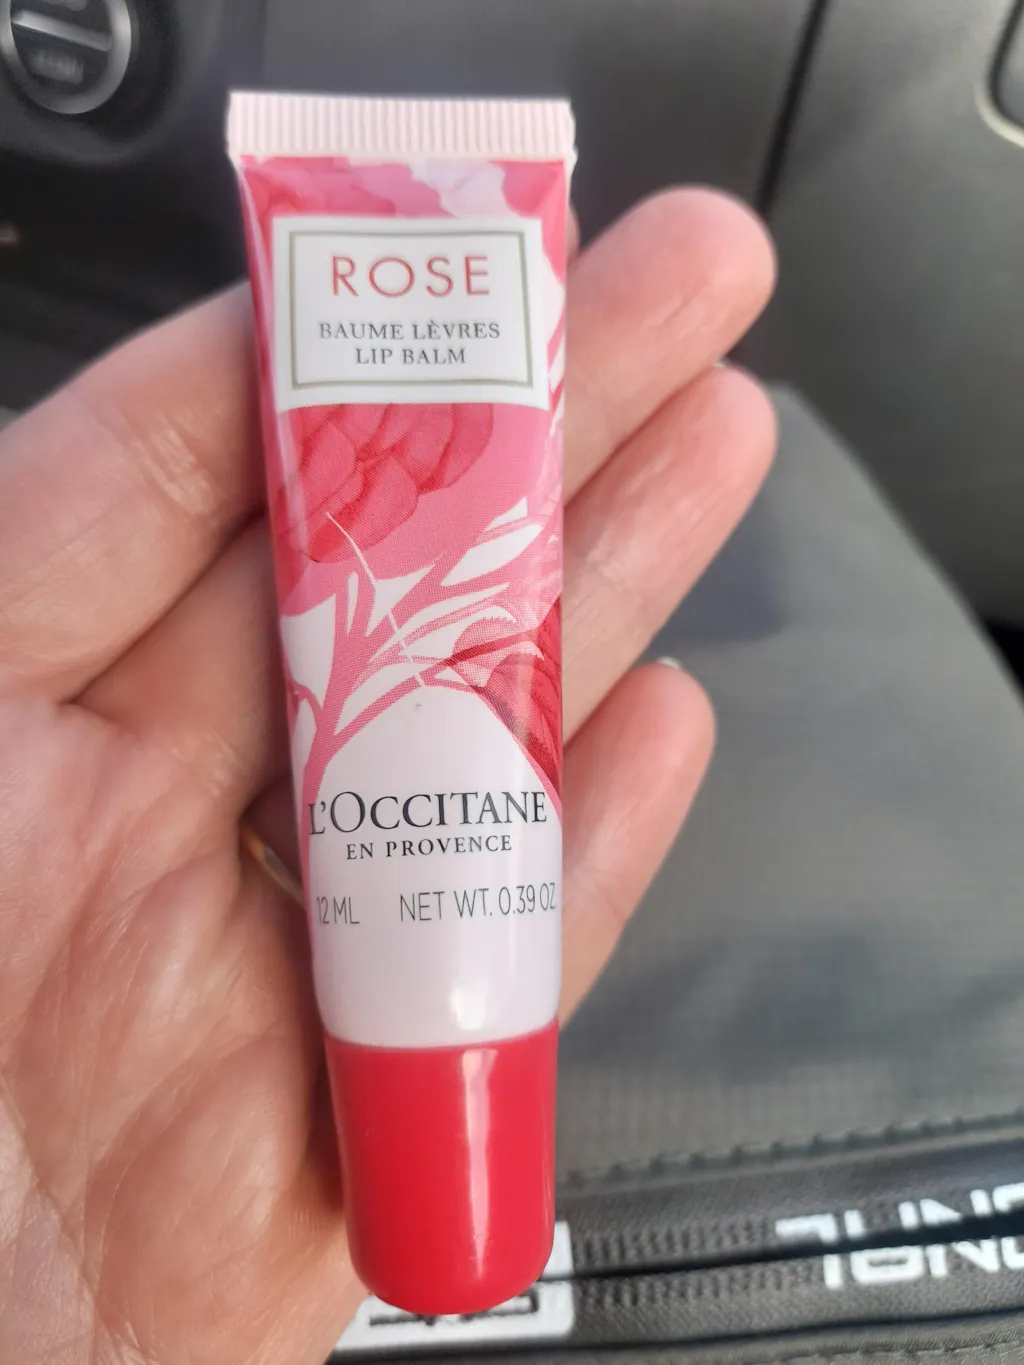 ROSE
BAUME LÈVRES
LIP BALM
L'OCCITANE
EN PROVENCE
12 ML NET WT. 0.39 OZ